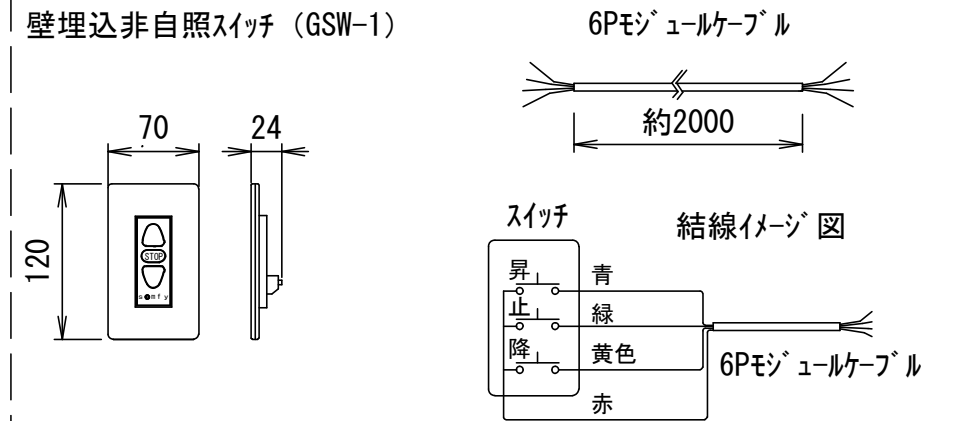 壁埋込非自照ｽｲｯﾁ (GSW-1)
6Pﾓｼﾞｭｰﾙｹｰﾌﾞﾙ
70
24
約2000
120
STOP
somfy
ｽｲｯﾁ
結線ｲﾒｰｼﾞ図
昇
青
止
緑
降
黄色
6Pﾓｼﾞｭｰﾙｹｰﾌﾞﾙ
赤